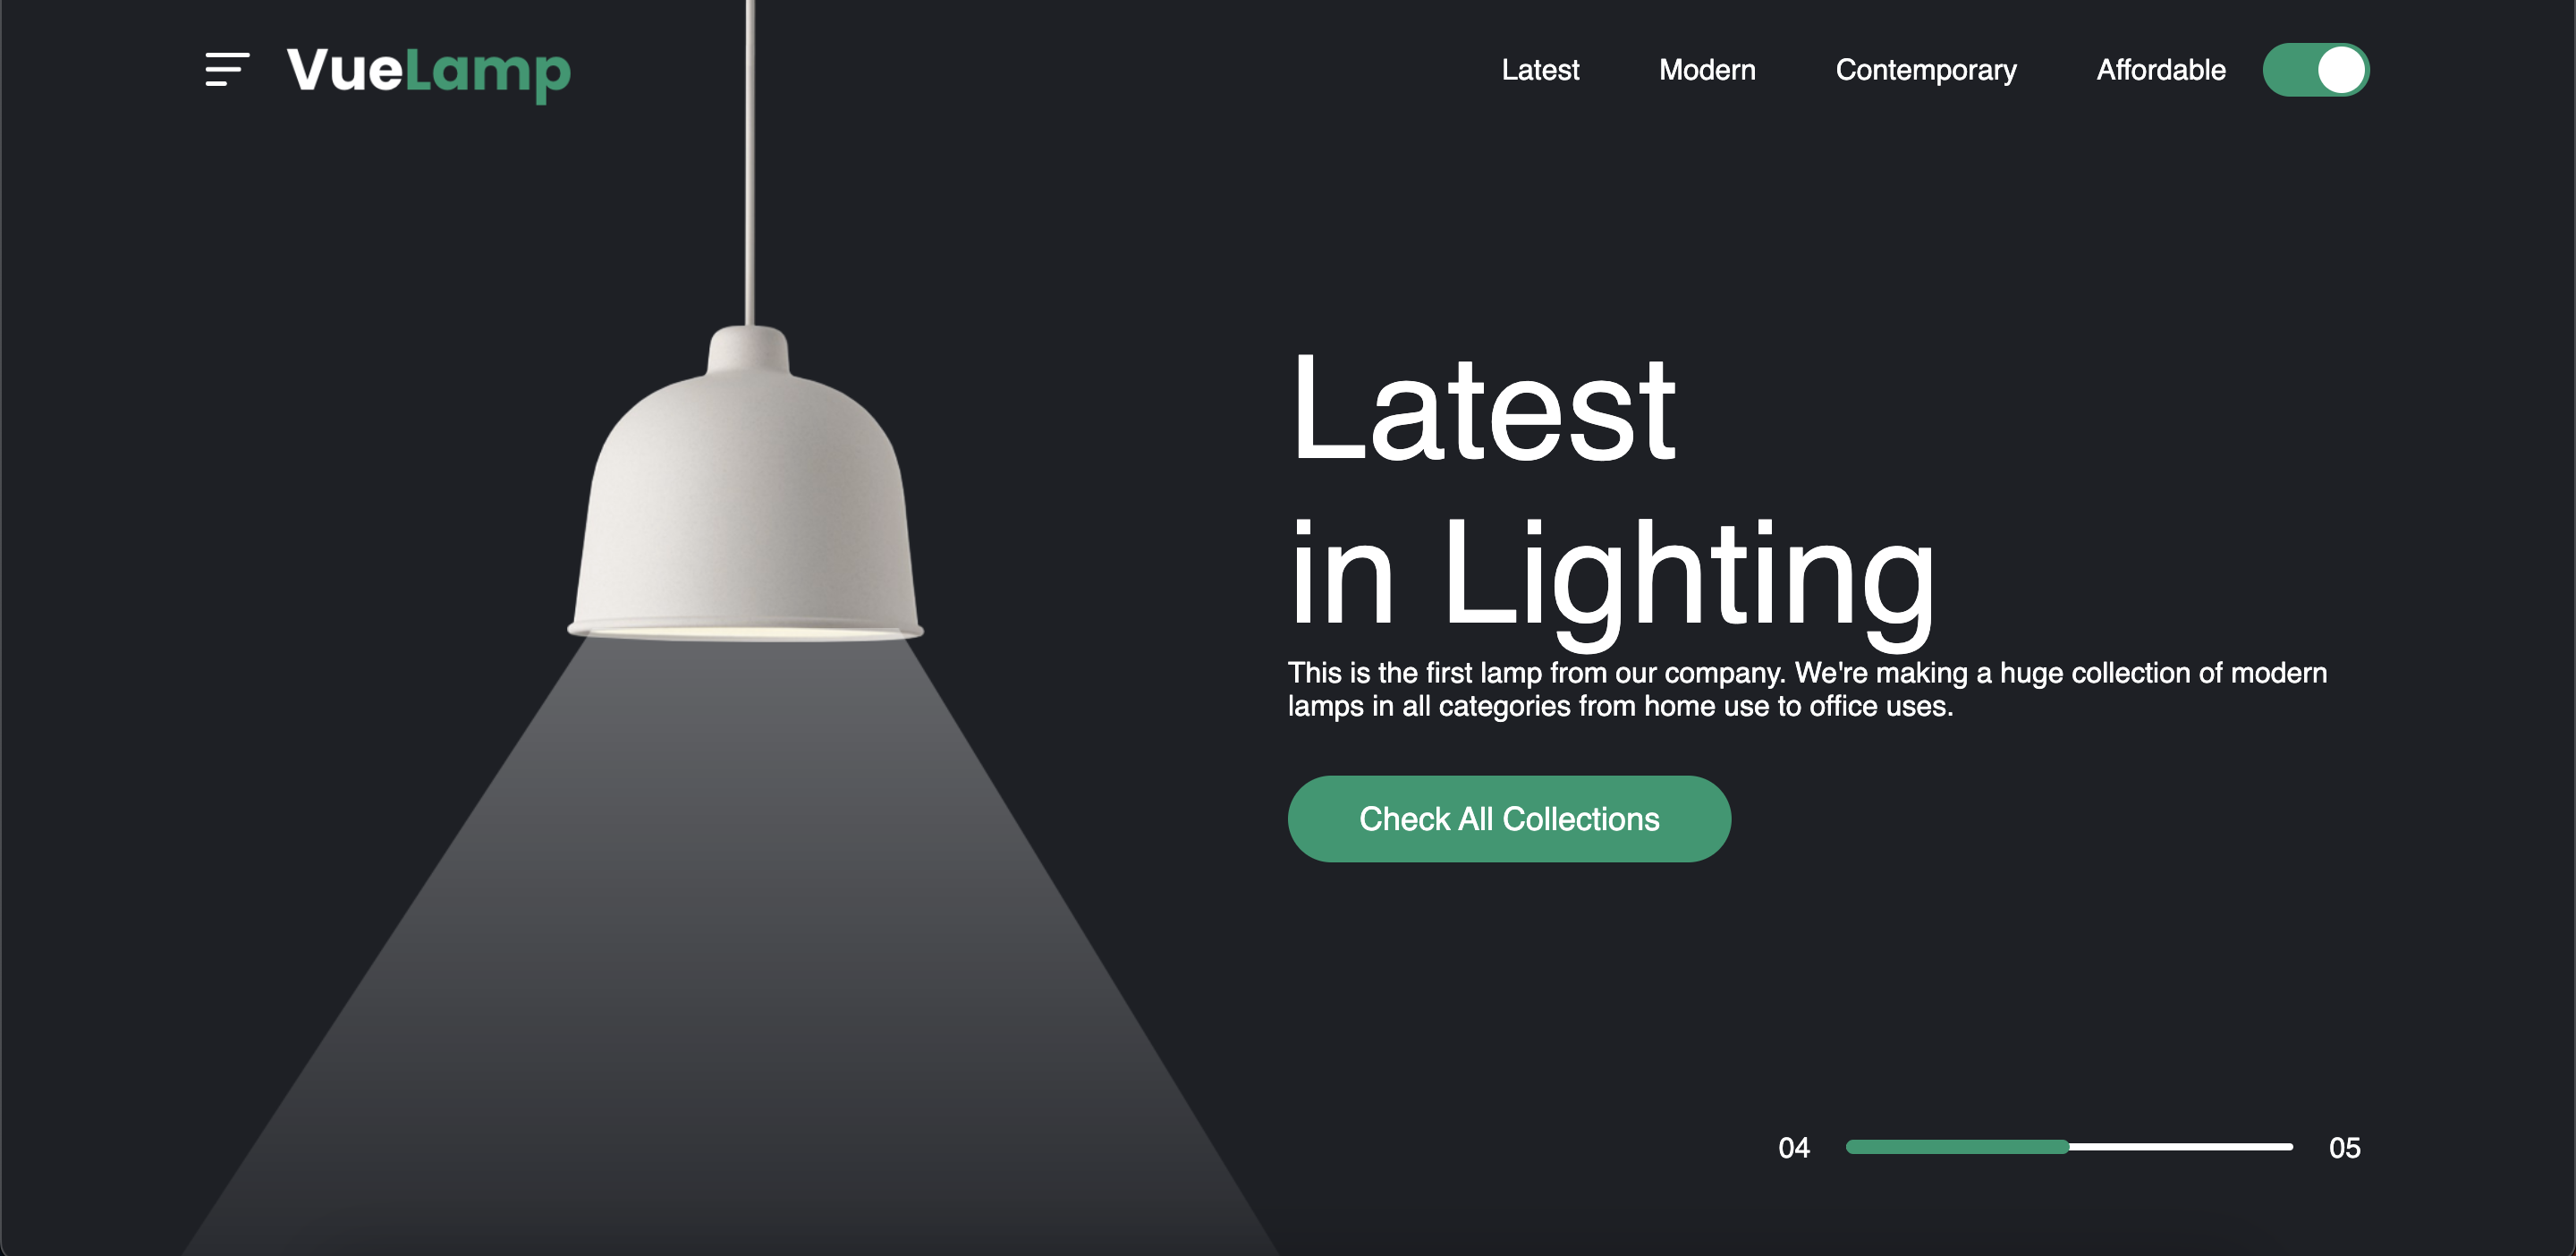 VueLamp
Latest
Modern
Contemporary
Affordable
Latest
in Lighting
This is the first lamp from our company. We're making a huge collection of modern
lamps in all categories from home use to office uses.
Check All Collections
04
05